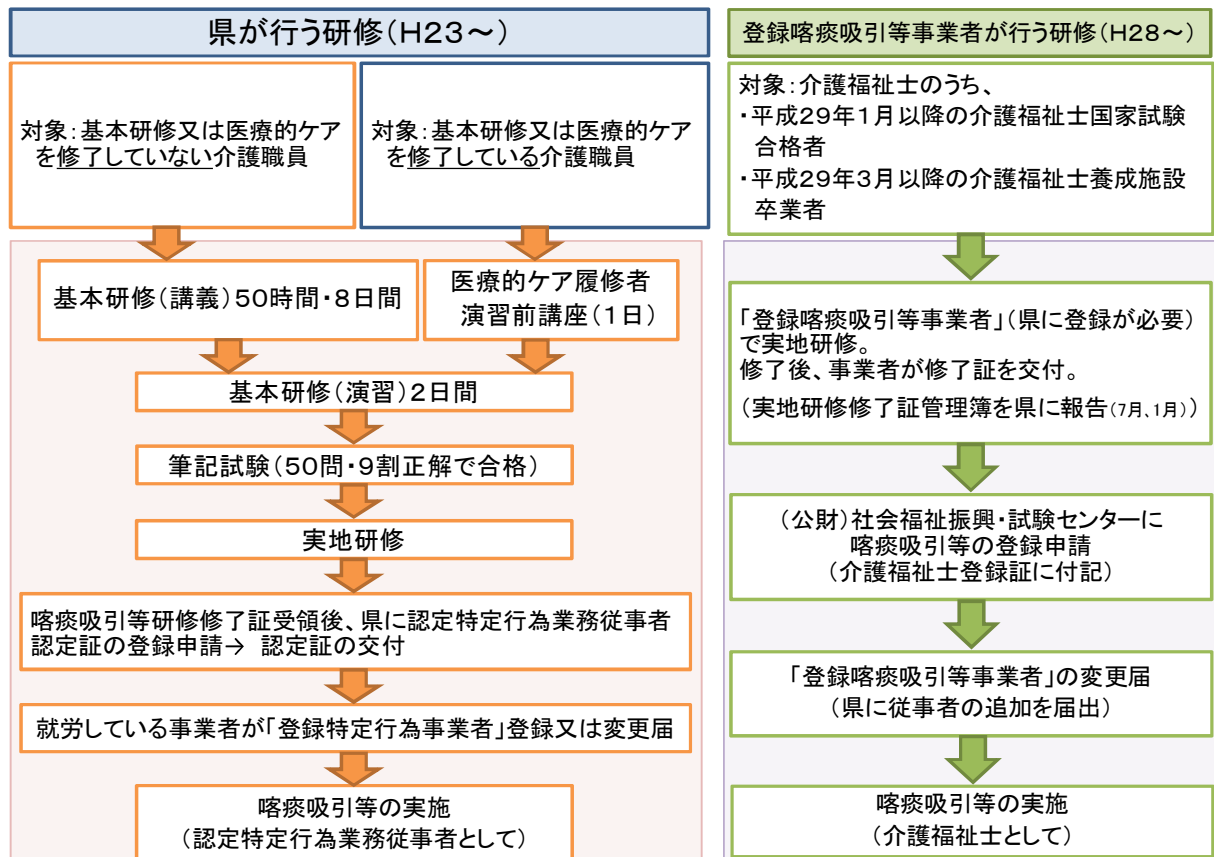 県が行う研修(H23～)
対象:基本研修又は医療的ケア
を修了していない介護職員
対象:基本研修又は医療的ケア
を修了している介護職員
基本研修(講義)50時間・8日間
医療的ケア履修者
演習前講座(1日)
基本研修(演習)2日間
筆記試験(50問・9割正解で合格)
実地研修
喀痰吸引等研修修了証受領後、県に認定特定行為業務従事者
認定証の登録申請→ 認定証の交付
就労している事業者が「登録特定行為事業者」登録又は変更届
喀痰吸引等の実施
(認定特定行為業務従事者として)
登録喀痰吸引等事業者が行う研修(H28～)
対象:介護福祉士のうち、
・平成29年1月以降の介護福祉士国家試験
合格者
・平成29年3月以降の介護福祉士養成施設
卒業者
「登録喀痰吸引等事業者」(県に登録が必要)
で実地研修。
修了後、事業者が修了証を交付。
(実地研修修了証管理簿を県に報告(7月、1月))
(公財)社会福祉振興・試験センターに
喀痰吸引等の登録申請
(介護福祉士登録証に付記)
「登録喀痰吸引等事業者」の変更届
(県に従事者の追加を届出)
喀痰吸引等の実施
(介護福祉士として)